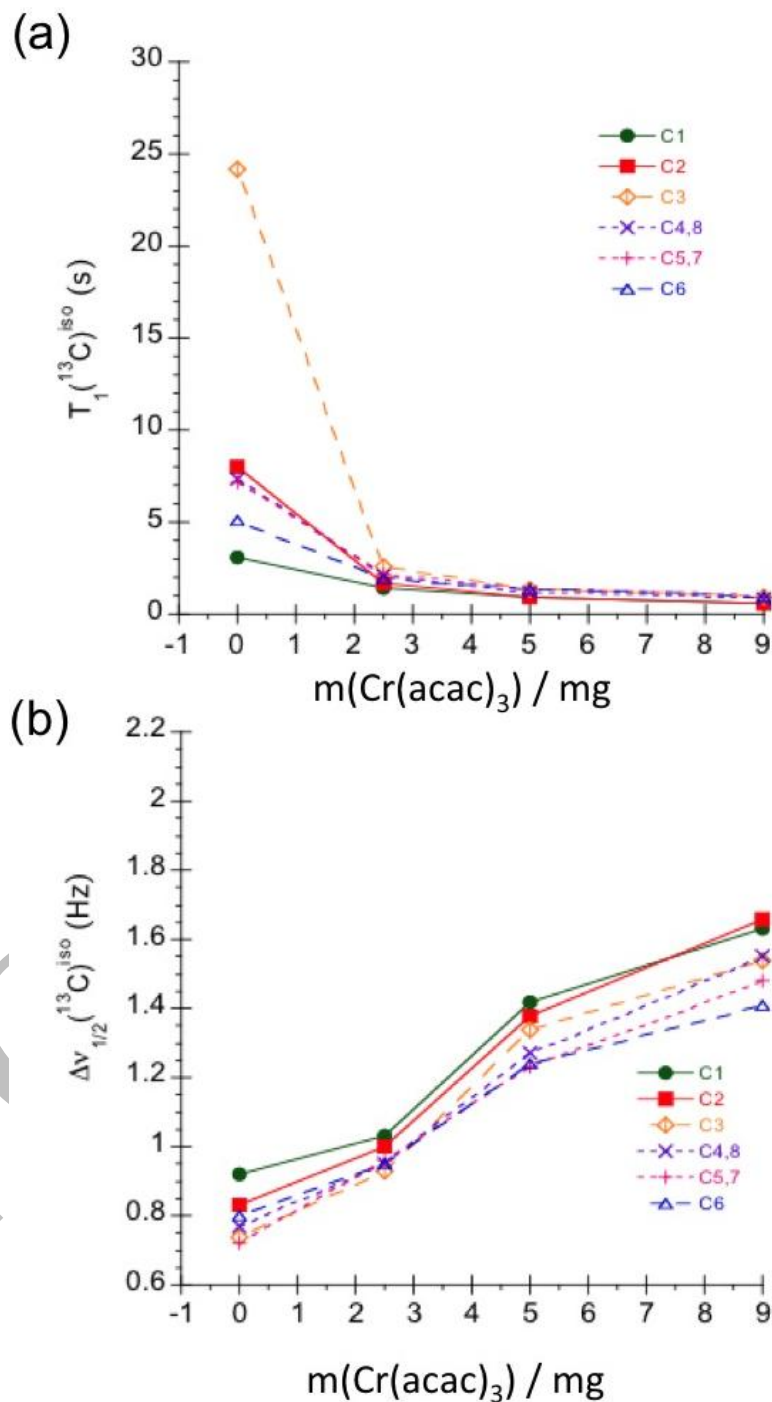 (a)
30
25
20
15
10
5
0
T₁(¹³C)ⁱˢᵒ (s)
C1
C2
C3
C4,8
C5,7
C6
-1 0 1 2 3 4 5 6 7 8 9
m(Cr(acac)₃) / mg
(b)
2.2
2
1.8
1.6
1.4
1.2
1
0.8
0.6
Δν₁/₂(¹³C)ⁱˢᵒ (Hz)
C1
C2
C3
C4,8
C5,7
C6
-1 0 1 2 3 4 5 6 7 8 9
m(Cr(acac)₃) / mg